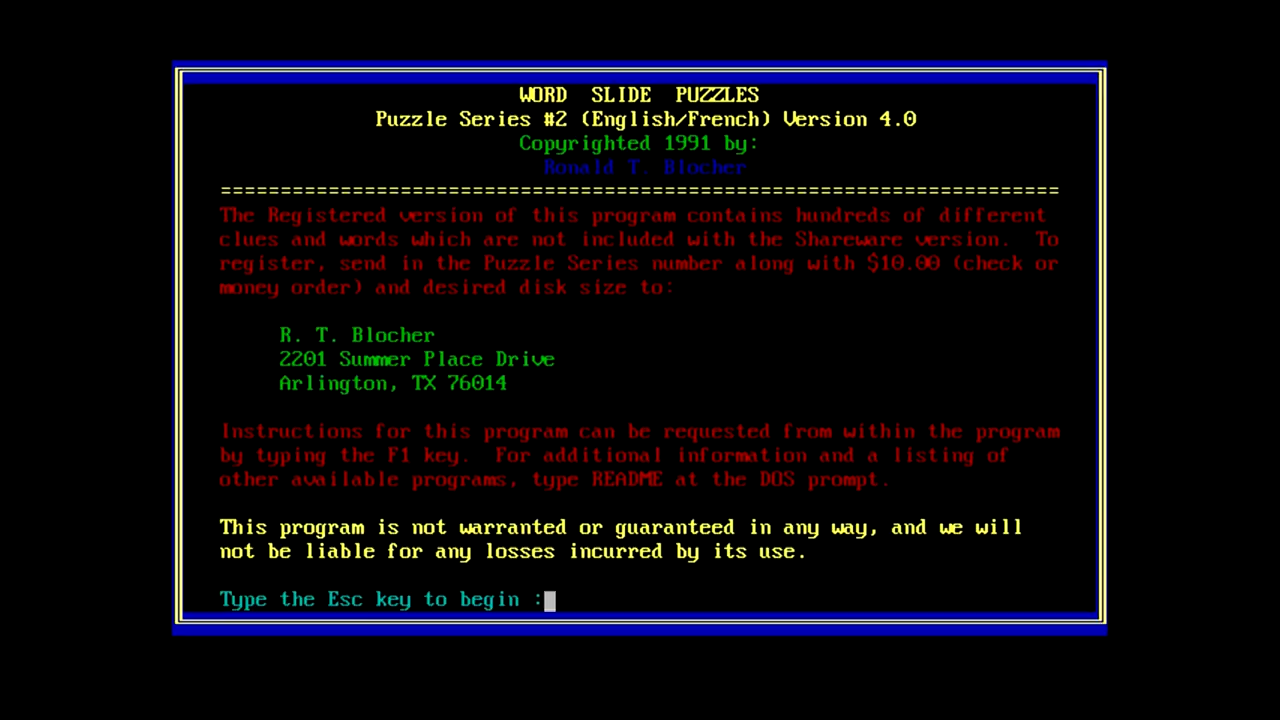 WORD  SLIDE  PUZZLES
Puzzle Series #2 (English/French) Version 4.0
Copyrighted 1991 by:
Ronald T. Blocher
======================================================================
The Registered version of this program contains hundreds of different
clues and words which are not included with the Shareware version.  To
register, send in the Puzzle Series number along with $10.00 (check or
money order) and desired disk size to:
R. T. Blocher
2201 Summer Place Drive
Arlington, TX 76014
Instructions for this program can be requested from within the program
by typing the F1 key.  For additional information and a listing of
other available programs, type README at the DOS prompt.
This program is not warranted or guaranteed in any way, and we will
not be liable for any losses incurred by its use.
Type the Esc key to begin :